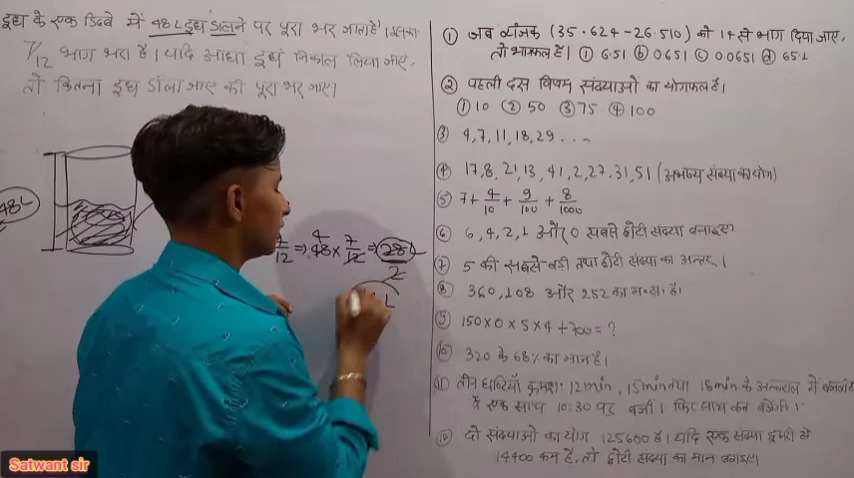 दूध के एक डिब्बे में 48 L दूध डालने पर पूरा भर जाता है।
7/12 भाग भरा है। यदि आधा दूध निकाल लिया जाए,
तो कितना दूध डाला जाए की पूरा भर जाए।
48L
7/12 ⇒ 48 × 7/12 ⇒ 28 L
4
2
L
① जब व्यंजक (35.624 - 26.510) को 14 से भाग दिया जाए,
तो भागफल है। ① 6.51 ⓑ 0.651 ⓒ 0.0651 ⓓ 65.1
② पहली दस विषम संख्याओं का योगफल है।
① 10 ② 50 ③ 75 ④ 100
③ 4, 7, 11, 18, 29 . . . .
④ 17, 8, 21, 13, 41, 2, 27, 31, 51 (अभाज्य संख्या का योग)
⑤ 7 + 4/10 + 9/100 + 8/1000
⑥ 6, 4, 2, 1 और 0 सबसे छोटी संख्या बनाइए
⑦ 5 की सबसे बड़ी तथा छोटी संख्या का अन्तर।
⑧ 360, 108 और 252 का म.स. है।
⑨ 150×0×5×4+700 = ?
⑩ 320 के 68% का मान है।
⑪ तीन घण्टियाँ क्रमशः 12 min, 15 min तथा 18 min के अन्तराल में
वे एक साथ 10:30 पर बजी। फिर साथ कब बजेगी।
⑫ दो संख्याओं का योग 125600 है। यदि एक संख्या दूसरी से
14400 कम है, तो छोटी संख्या का मान बताइए।
Satwant sir